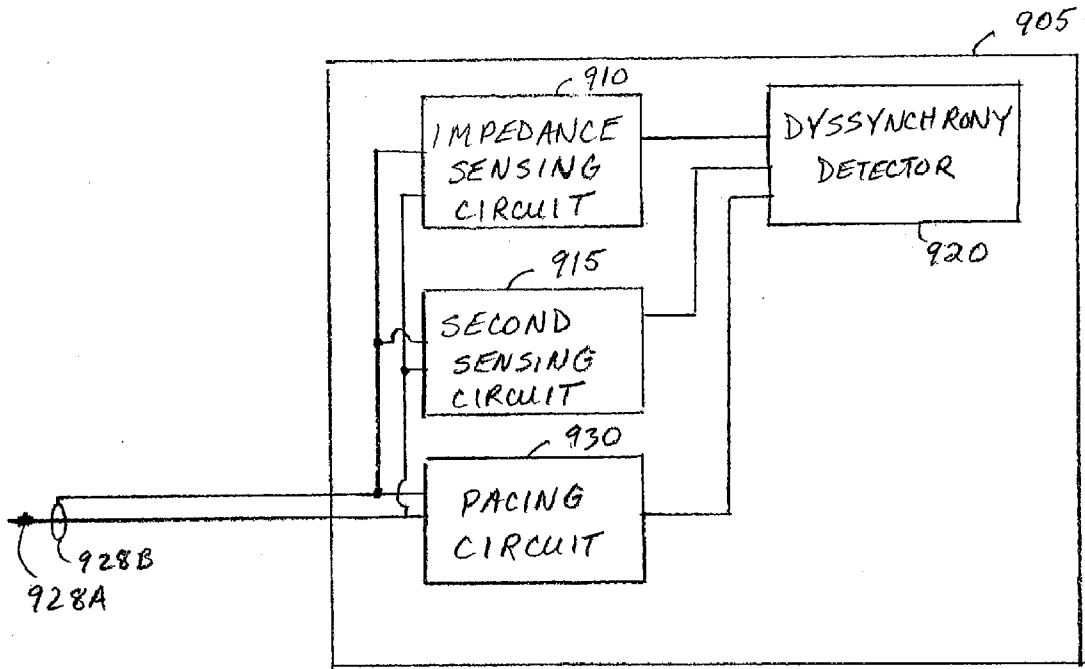 905
910
IMPEDANCE
SENSING
CIRCUIT
DYSSYNCHRONY
DETECTOR
920
915
SECOND
SENSING
CIRCUIT
930
PACING
CIRCUIT
928B
928A